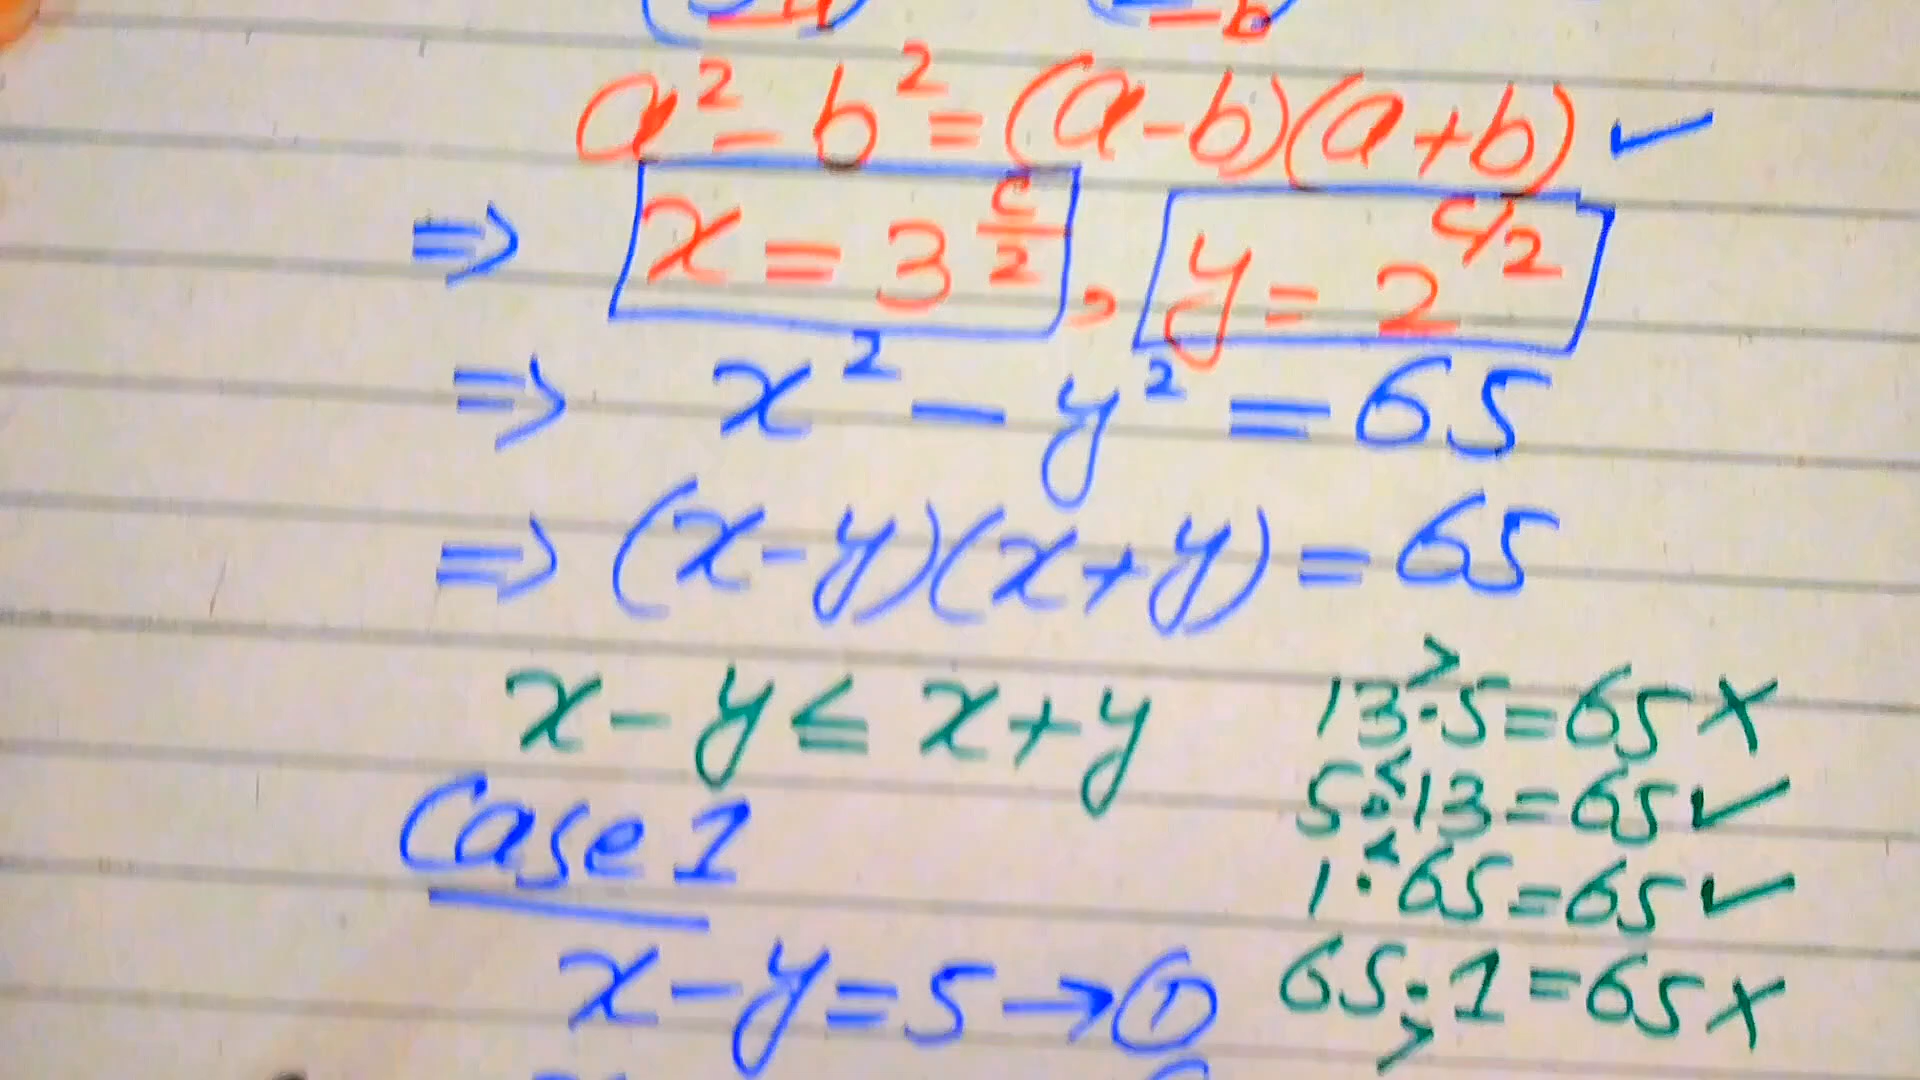 a b
a² - b² = (a-b)(a+b) ✓
⇒ x = 3^(c/2), y = 2^(c/2)
⇒ x² - y² = 65
⇒ (x-y)(x+y) = 65
x - y ≤ x + y
13 > · 5 = 65 ✗
5 < · 13 = 65 ✓
1 < · 65 = 65 ✓
65 > · 1 = 65 ✗
Case 1
x - y = 5 → ①